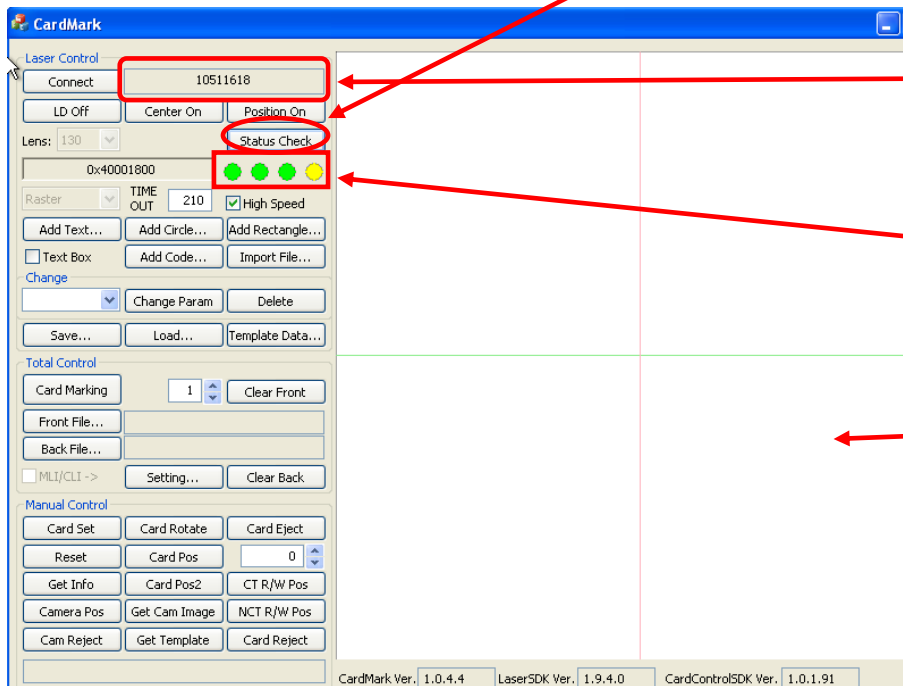 CardMark
Laser Control
Connect 10511618
LD Off Center On Position On
Lens: 130 Status Check
0x40001800
Raster TIME OUT 210 High Speed
Add Text... Add Circle... Add Rectangle...
Text Box Add Code... Import File...
Change
Change Param Delete
Save... Load... Template Data...
Total Control
Card Marking 1 Clear Front
Front File...
Back File...
MLI/CLI -> Setting... Clear Back
Manual Control
Card Set Card Rotate Card Eject
Reset Card Pos 0
Get Info Card Pos2 CT R/W Pos
Camera Pos Get Cam Image NCT R/W Pos
Cam Reject Get Template Card Reject
CardMark Ver. 1.0.4.4 LaserSDK Ver. 1.9.4.0 CardControlSDK Ver. 1.0.1.91